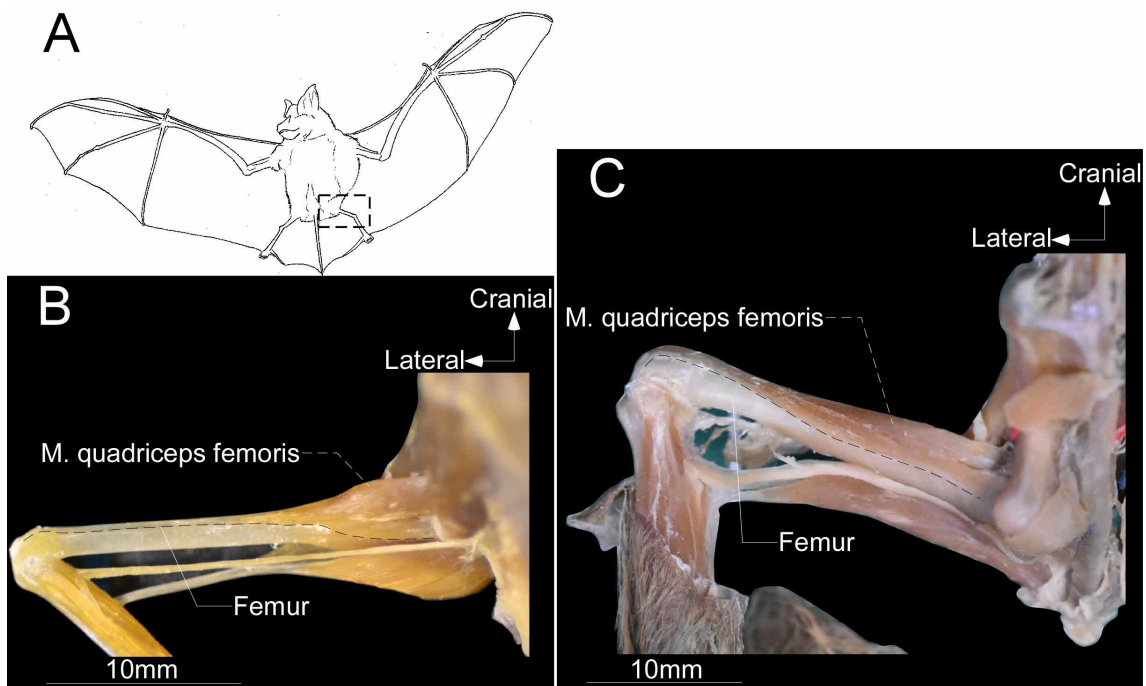 A
B
Cranial
Lateral
M. quadriceps femoris
Femur
10mm
C
Cranial
Lateral
M. quadriceps femoris
Femur
10mm